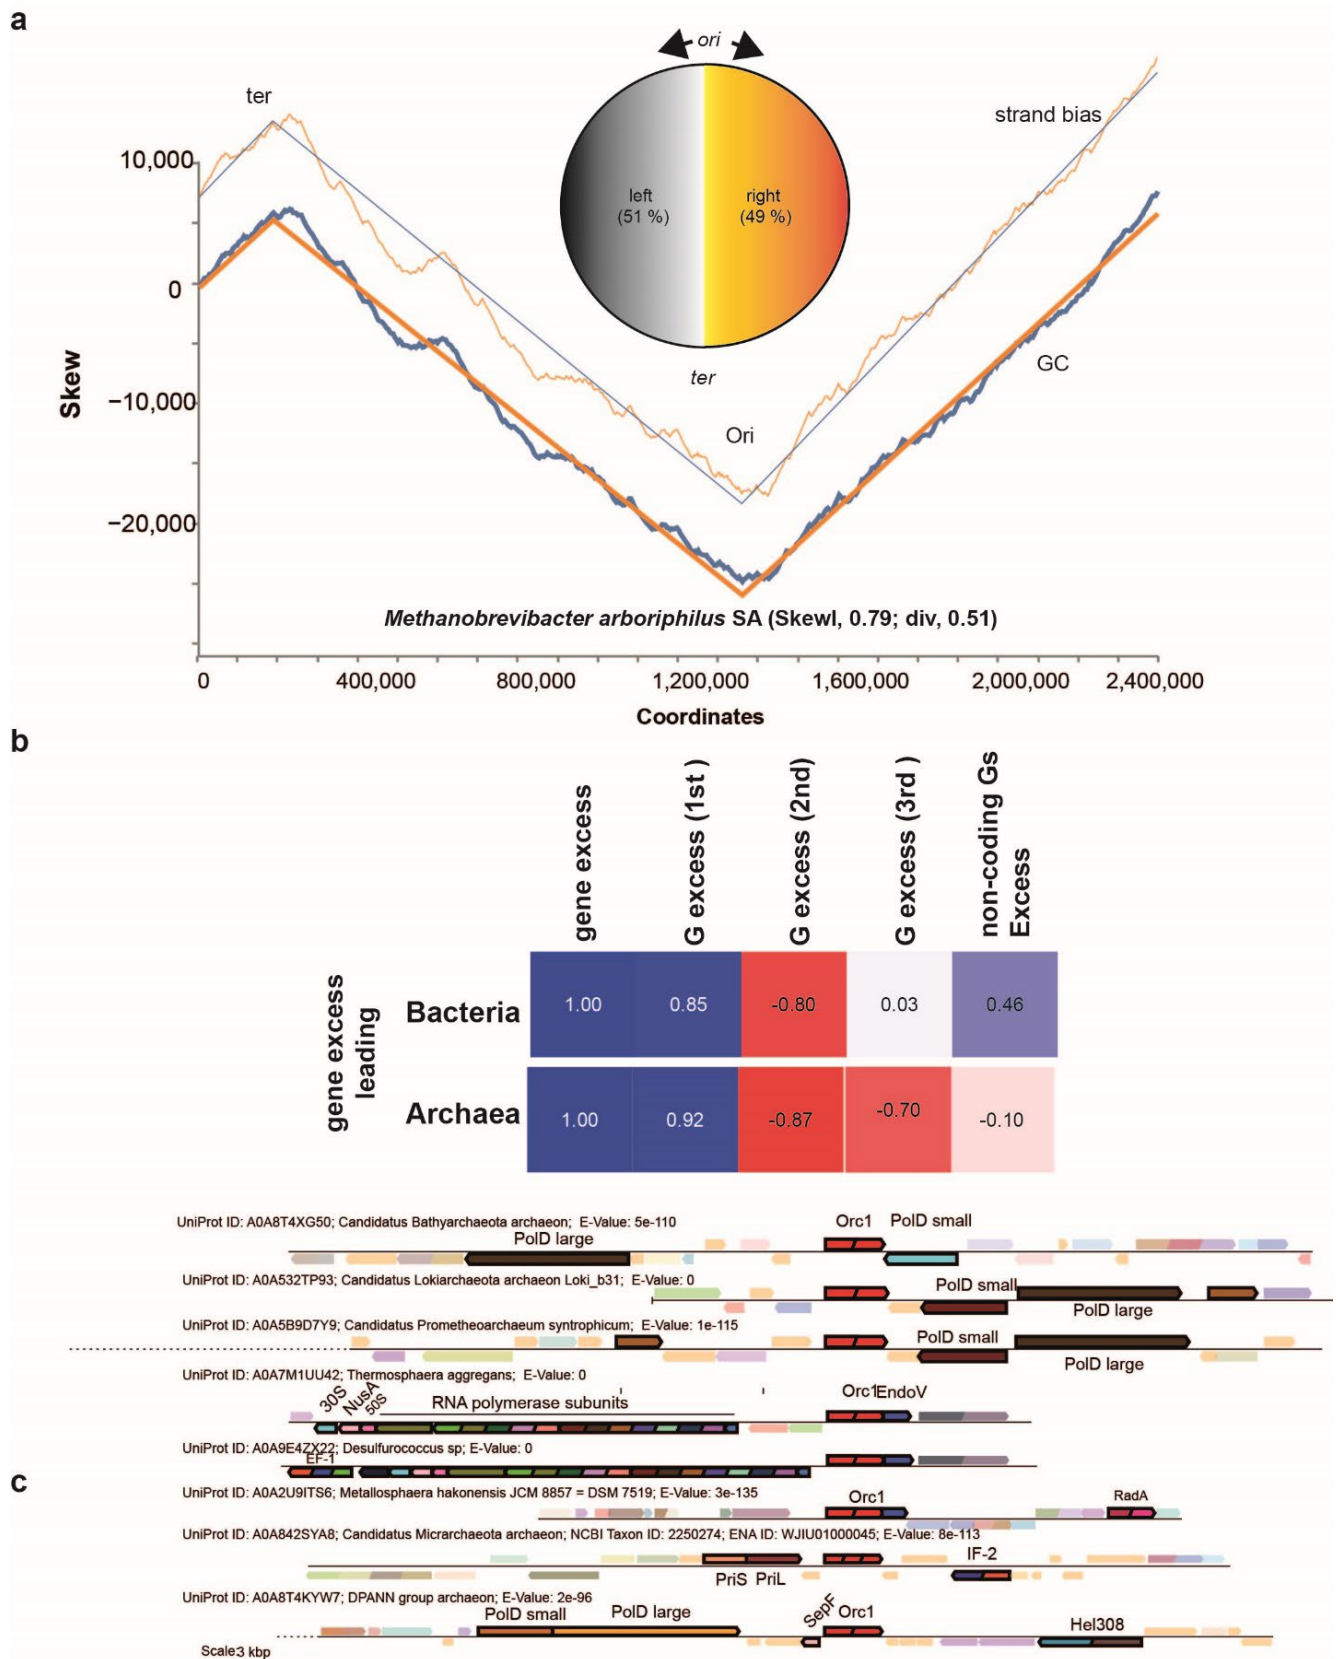 a
ori
ter
strand bias
10,000
left
(51 %)
right
(49 %)
0
ter
GC
Skew
−10,000
Ori
−20,000
Methanobrevibacter arboriphilus SA (SkewI, 0.79; div, 0.51)
0 400,000 800,000 1,200,000 1,600,000 2,000,000 2,400,000
Coordinates
b
gene excess
G excess (1st )
G excess (2nd)
G excess (3rd )
non-coding Gs
Excess
gene excess
leading
Bacteria 1.00 0.85 -0.80 0.03 0.46
Archaea 1.00 0.92 -0.87 -0.70 -0.10
UniProt ID: A0A8T4XG50; Candidatus Bathyarchaeota archaeon; E-Value: 5e-110
Orc1 PolD small
PolD large
UniProt ID: A0A532TP93; Candidatus Lokiarchaeota archaeon Loki_b31; E-Value: 0
PolD small
PolD large
UniProt ID: A0A5B9D7Y9; Candidatus Prometheoarchaeum syntrophicum; E-Value: 1e-115
PolD small
PolD large
UniProt ID: A0A7M1UU42; Thermosphaera aggregans; E-Value: 0
30S NusA 50S RNA polymerase subunits Orc1 EndoV
UniProt ID: A0A9E4ZX22; Desulfurococcus sp; E-Value: 0
EF-1
c
UniProt ID: A0A2U9ITS6; Metallosphaera hakonensis JCM 8857 = DSM 7519; E-Value: 3e-135
Orc1 RadA
UniProt ID: A0A842SYA8; Candidatus Micrarchaeota archaeon; NCBI Taxon ID: 2250274; ENA ID: WJIU01000045; E-Value: 8e-113
IF-2
PriS PriL
UniProt ID: A0A8T4KYW7; DPANN group archaeon; E-Value: 2e-96
PolD small PolD large SepF Orc1 Hel308
Scale3 kbp